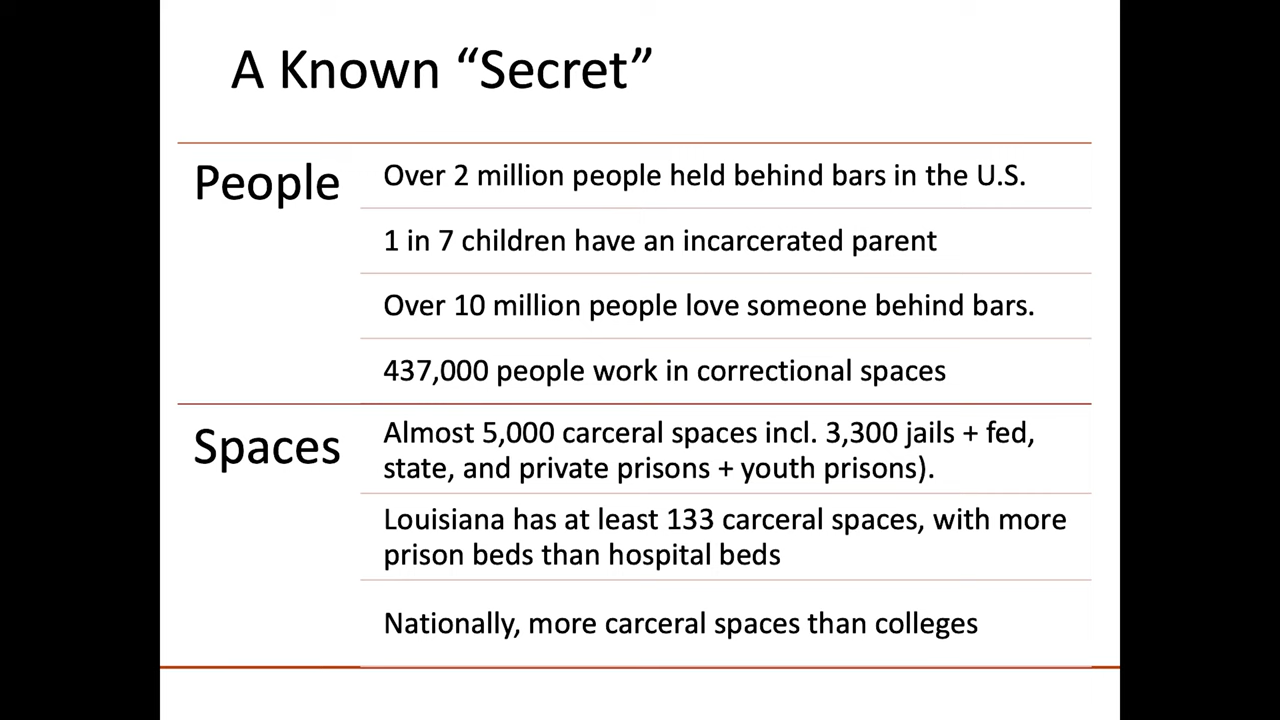 A Known “Secret”
People
Over 2 million people held behind bars in the U.S.
1 in 7 children have an incarcerated parent
Over 10 million people love someone behind bars.
437,000 people work in correctional spaces
Spaces
Almost 5,000 carceral spaces incl. 3,300 jails + fed,
state, and private prisons + youth prisons).
Louisiana has at least 133 carceral spaces, with more
prison beds than hospital beds
Nationally, more carceral spaces than colleges